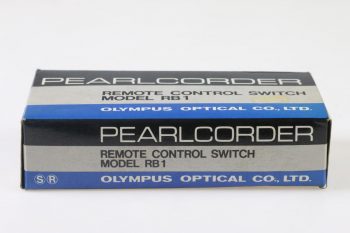 PEARLCORDER
REMOTE CONTROL SWITCH
MODEL RB1
OLYMPUS OPTICAL CO., LTD.
PEARLCORDER
REMOTE CONTROL SWITCH
MODEL RB1
S R OLYMPUS OPTICAL CO., LTD.